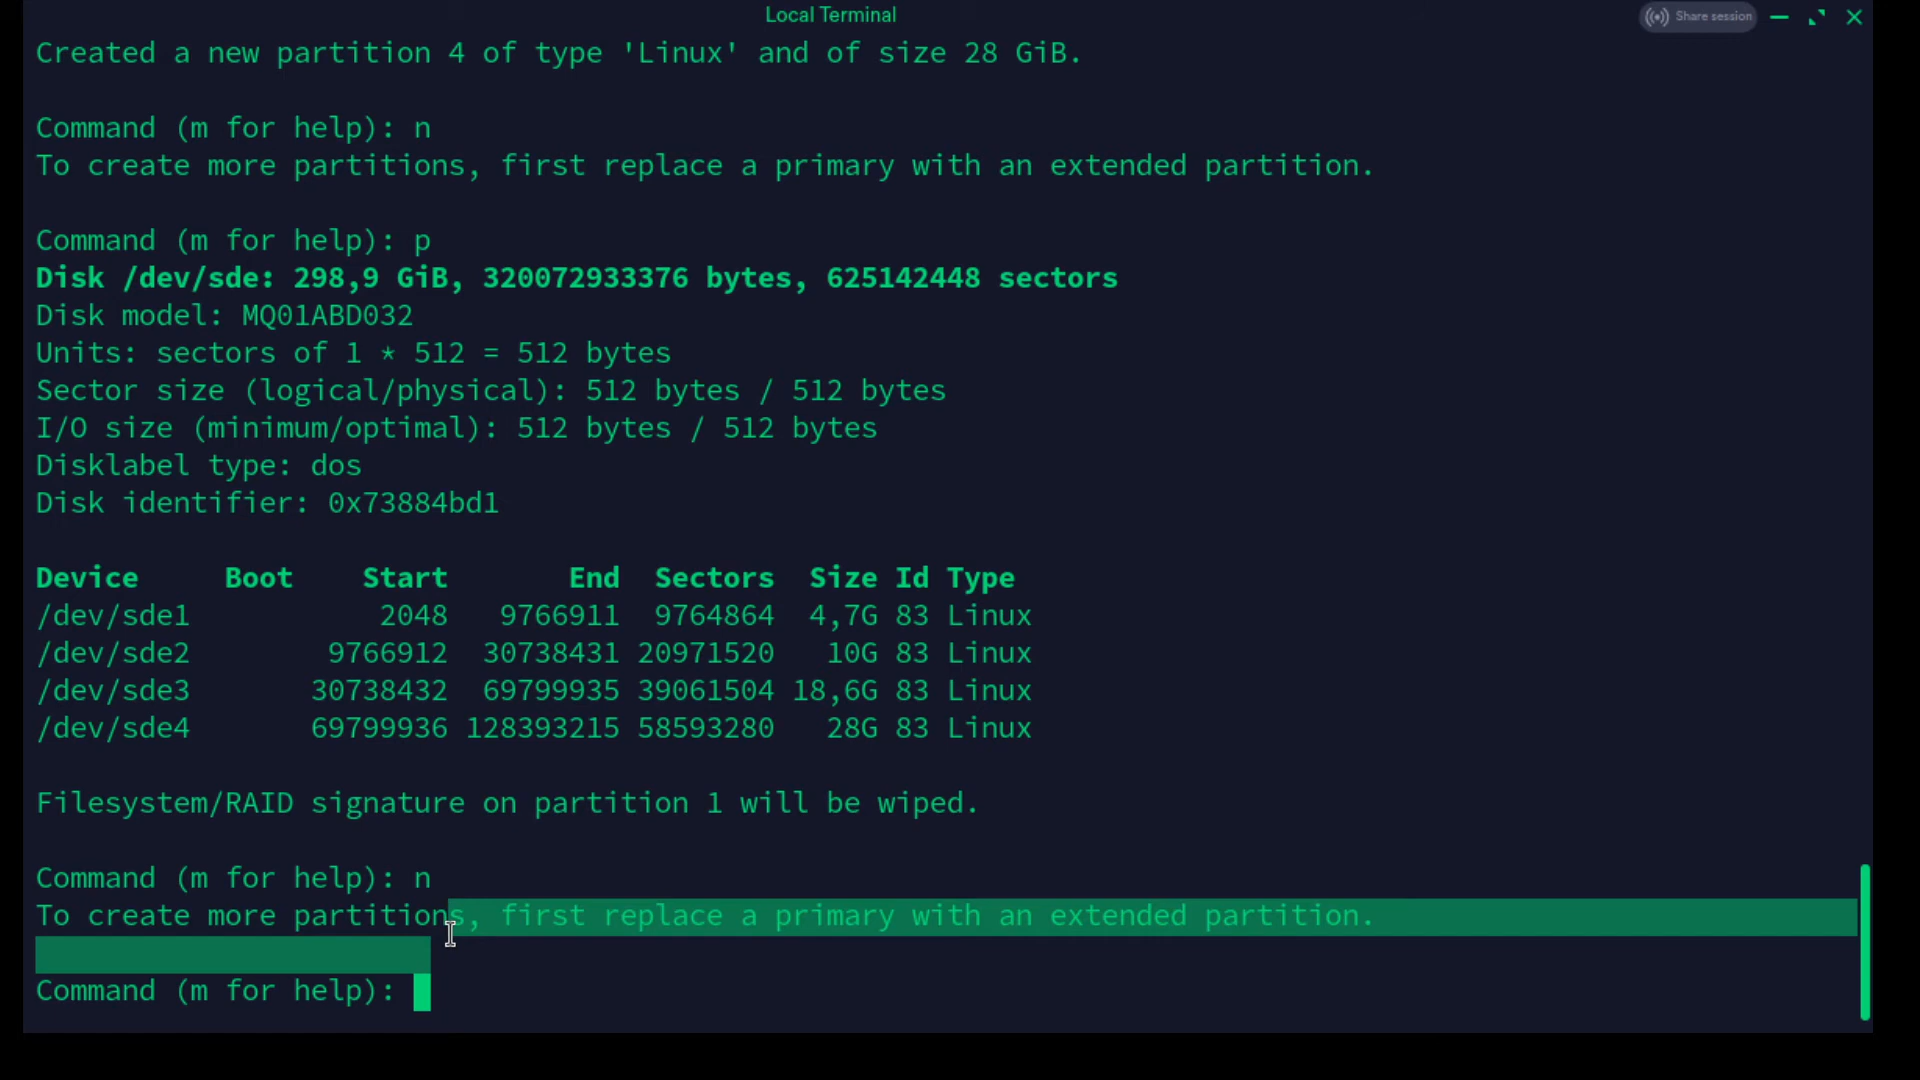 Local Terminal
Share session
Created a new partition 4 of type 'Linux' and of size 28 GiB.
Command (m for help): n
To create more partitions, first replace a primary with an extended partition.
Command (m for help): p
Disk /dev/sde: 298,9 GiB, 320072933376 bytes, 625142448 sectors
Disk model: MQ01ABD032
Units: sectors of 1 * 512 = 512 bytes
Sector size (logical/physical): 512 bytes / 512 bytes
I/O size (minimum/optimal): 512 bytes / 512 bytes
Disklabel type: dos
Disk identifier: 0x73884bd1
Device     Boot    Start       End  Sectors  Size Id Type
/dev/sde1           2048   9766911  9764864  4,7G 83 Linux
/dev/sde2        9766912  30738431 20971520   10G 83 Linux
/dev/sde3       30738432  69799935 39061504 18,6G 83 Linux
/dev/sde4       69799936 128393215 58593280   28G 83 Linux
Filesystem/RAID signature on partition 1 will be wiped.
Command (m for help): n
To create more partitions, first replace a primary with an extended partition.
Command (m for help):